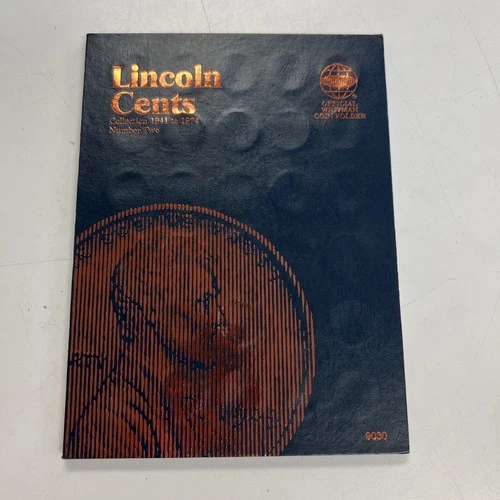 Lincoln
Cents
Collection 1941 to 1974
Number Two
OFFICIAL
WHITMAN
COIN FOLDER
9030